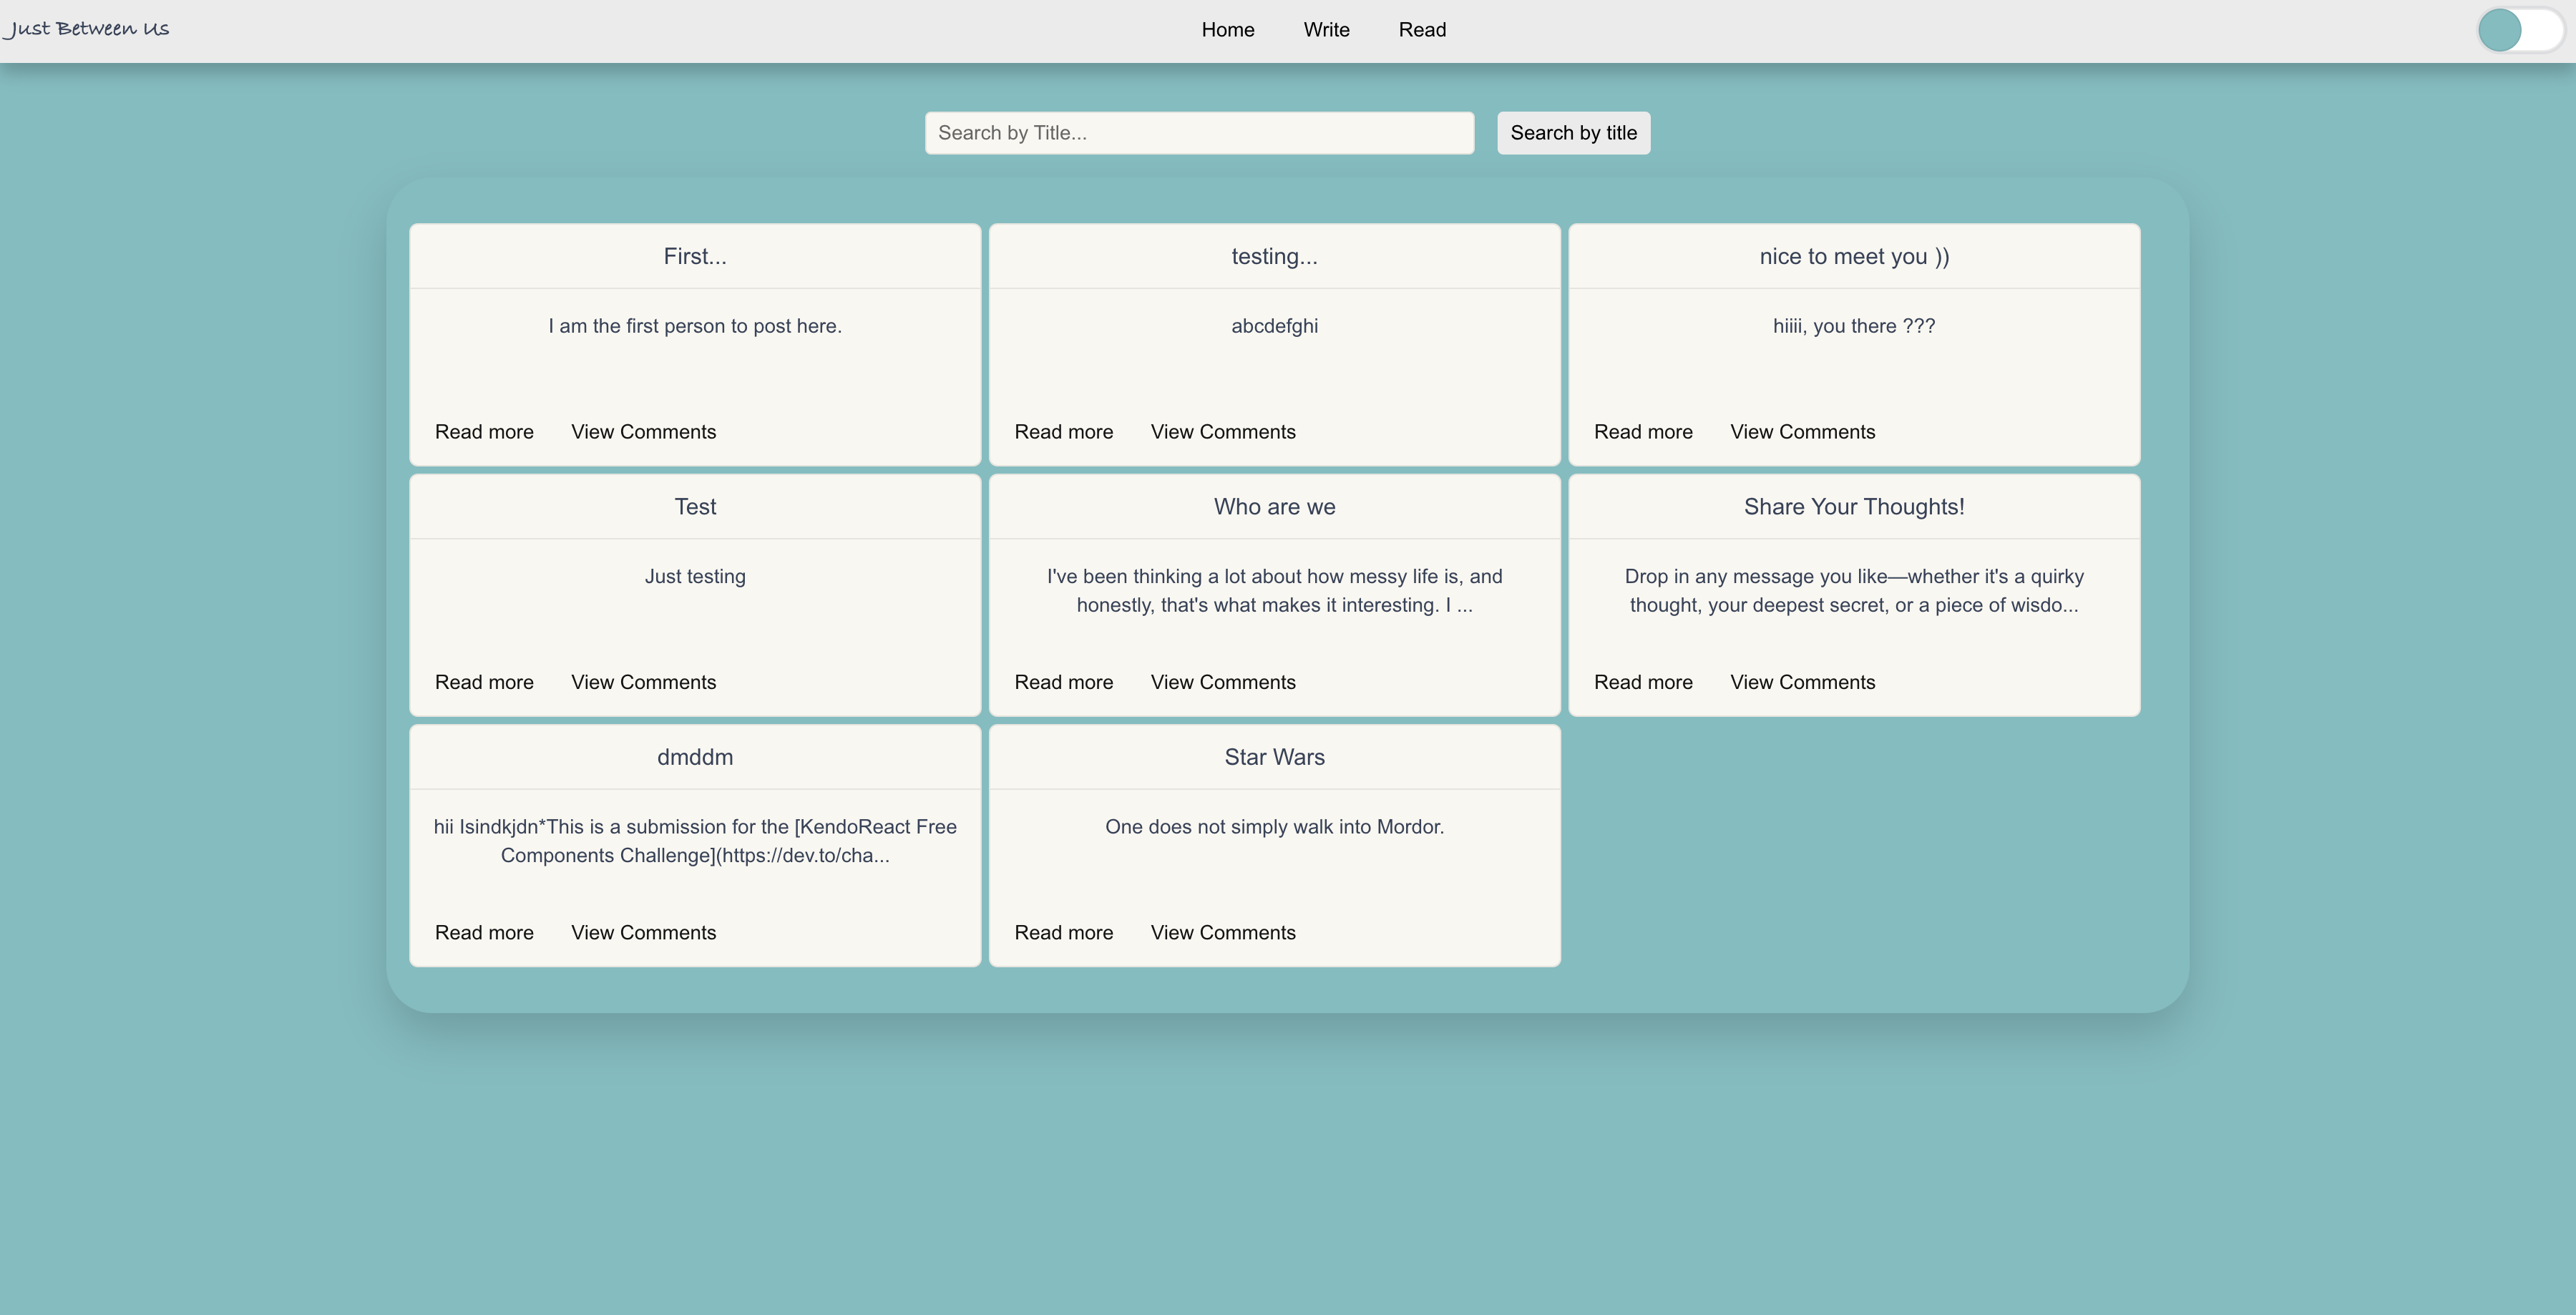 Just Between Us
Home Write Read
Search by Title...
Search by title
First...
I am the first person to post here.
Read more View Comments
testing...
abcdefghi
Read more View Comments
nice to meet you ))
hiiii, you there ???
Read more View Comments
Test
Just testing
Read more View Comments
Who are we
I've been thinking a lot about how messy life is, and
honestly, that's what makes it interesting. I ...
Read more View Comments
Share Your Thoughts!
Drop in any message you like—whether it's a quirky
thought, your deepest secret, or a piece of wisdo...
Read more View Comments
dmddm
hii Isindkjdn*This is a submission for the [KendoReact Free
Components Challenge](https://dev.to/cha...
Read more View Comments
Star Wars
One does not simply walk into Mordor.
Read more View Comments